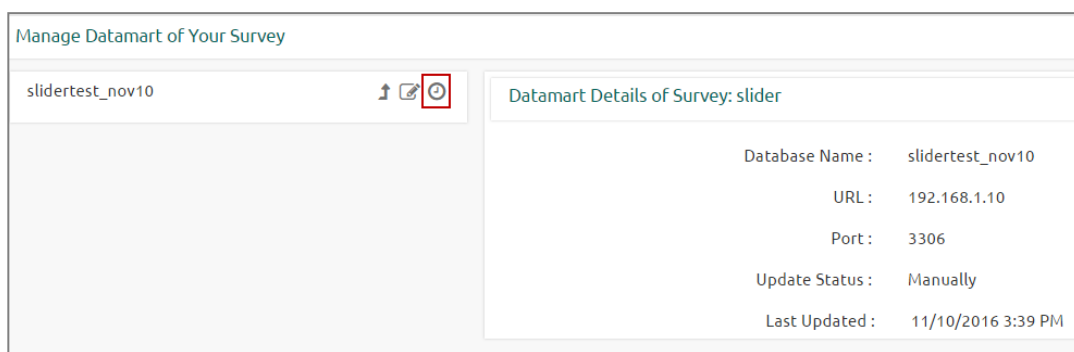 Manage Datamart of Your Survey
slidertest_nov10
Datamart Details of Survey: slider
Database Name : slidertest_nov10
URL : 192.168.1.10
Port : 3306
Update Status : Manually
Last Updated : 11/10/2016 3:39 PM